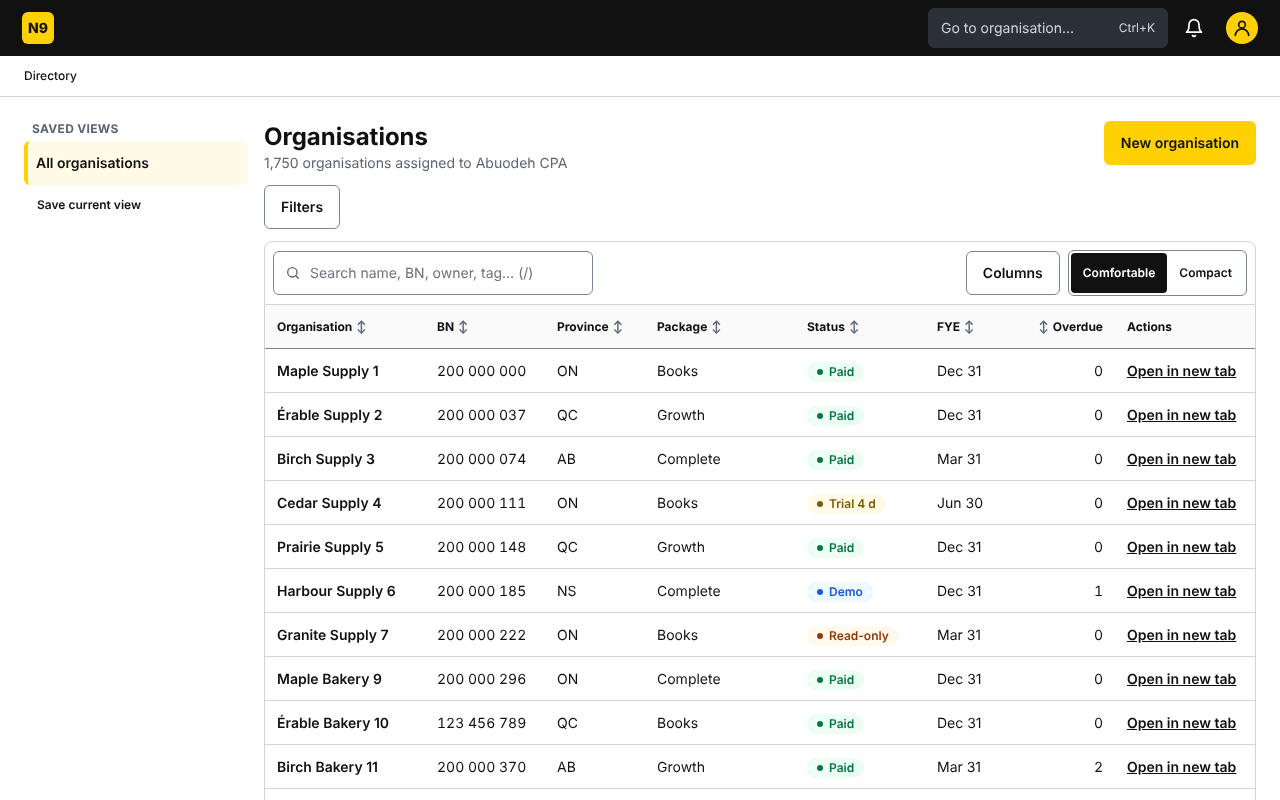 N9
Go to organisation... Ctrl+K
Directory
SAVED VIEWS
All organisations
Save current view
Organisations
1,750 organisations assigned to Abuodeh CPA
New organisation
Filters
Search name, BN, owner, tag... (/)
Columns
Comfortable Compact
Organisation BN Province Package Status FYE Overdue Actions
Maple Supply 1 200 000 000 ON Books Paid Dec 31 0 Open in new tab
Érable Supply 2 200 000 037 QC Growth Paid Dec 31 0 Open in new tab
Birch Supply 3 200 000 074 AB Complete Paid Mar 31 0 Open in new tab
Cedar Supply 4 200 000 111 ON Books Trial 4 d Jun 30 0 Open in new tab
Prairie Supply 5 200 000 148 QC Growth Paid Dec 31 0 Open in new tab
Harbour Supply 6 200 000 185 NS Complete Demo Dec 31 1 Open in new tab
Granite Supply 7 200 000 222 ON Books Read-only Mar 31 0 Open in new tab
Maple Bakery 9 200 000 296 ON Complete Paid Dec 31 0 Open in new tab
Érable Bakery 10 123 456 789 QC Books Paid Dec 31 0 Open in new tab
Birch Bakery 11 200 000 370 AB Growth Paid Mar 31 2 Open in new tab